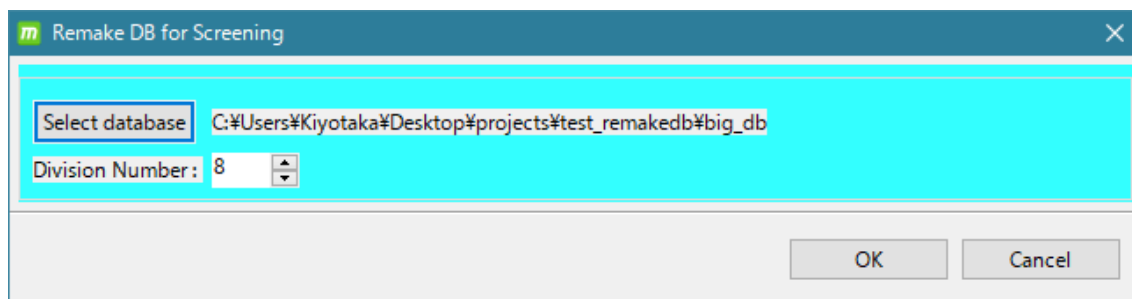 m Remake DB for Screening
Select database C:¥Users¥Kiyotaka¥Desktop¥projects¥test_remakedb¥big_db
Division Number : 8
OK Cancel